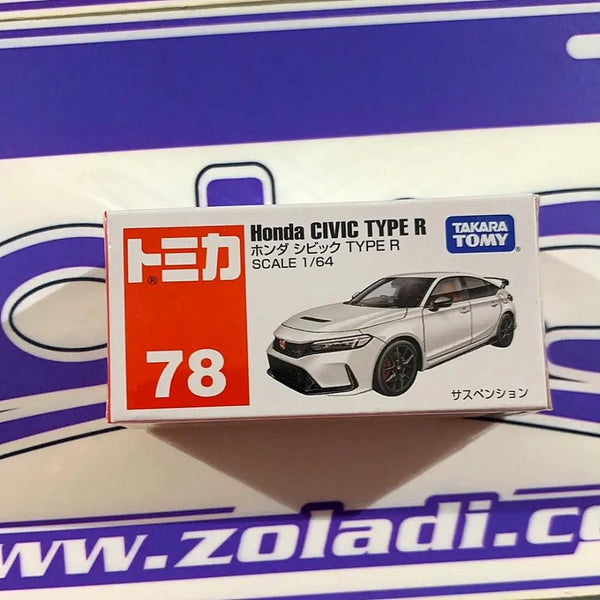 トミカ®
78
Honda CIVIC TYPE R
ホンダ シビック TYPE R
SCALE 1/64
TAKARA
TOMY®
サスペンション
www.zoladi.co